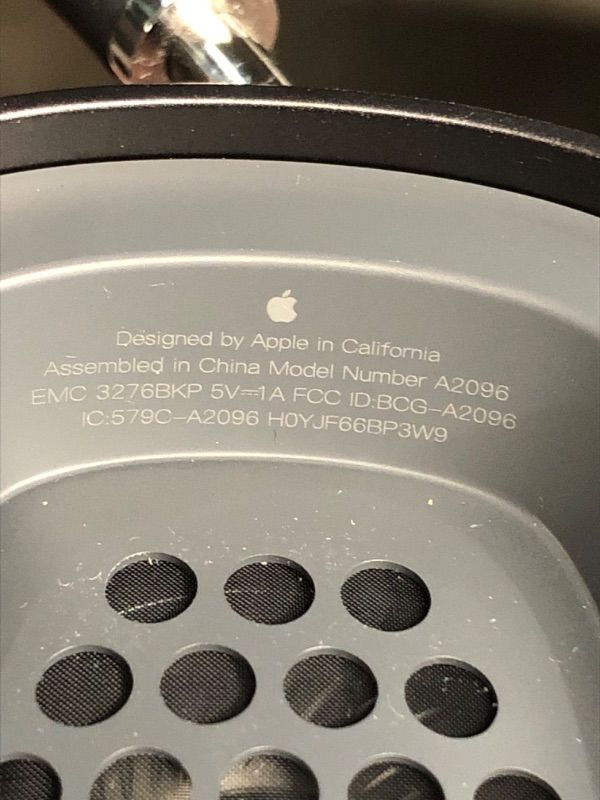 Designed by Apple in California
Assembled in China Model Number A2096
EMC 3276BKP 5V⎓1A FCC ID:BCG-A2096
IC:579C-A2096 H0YJF66BP3W9